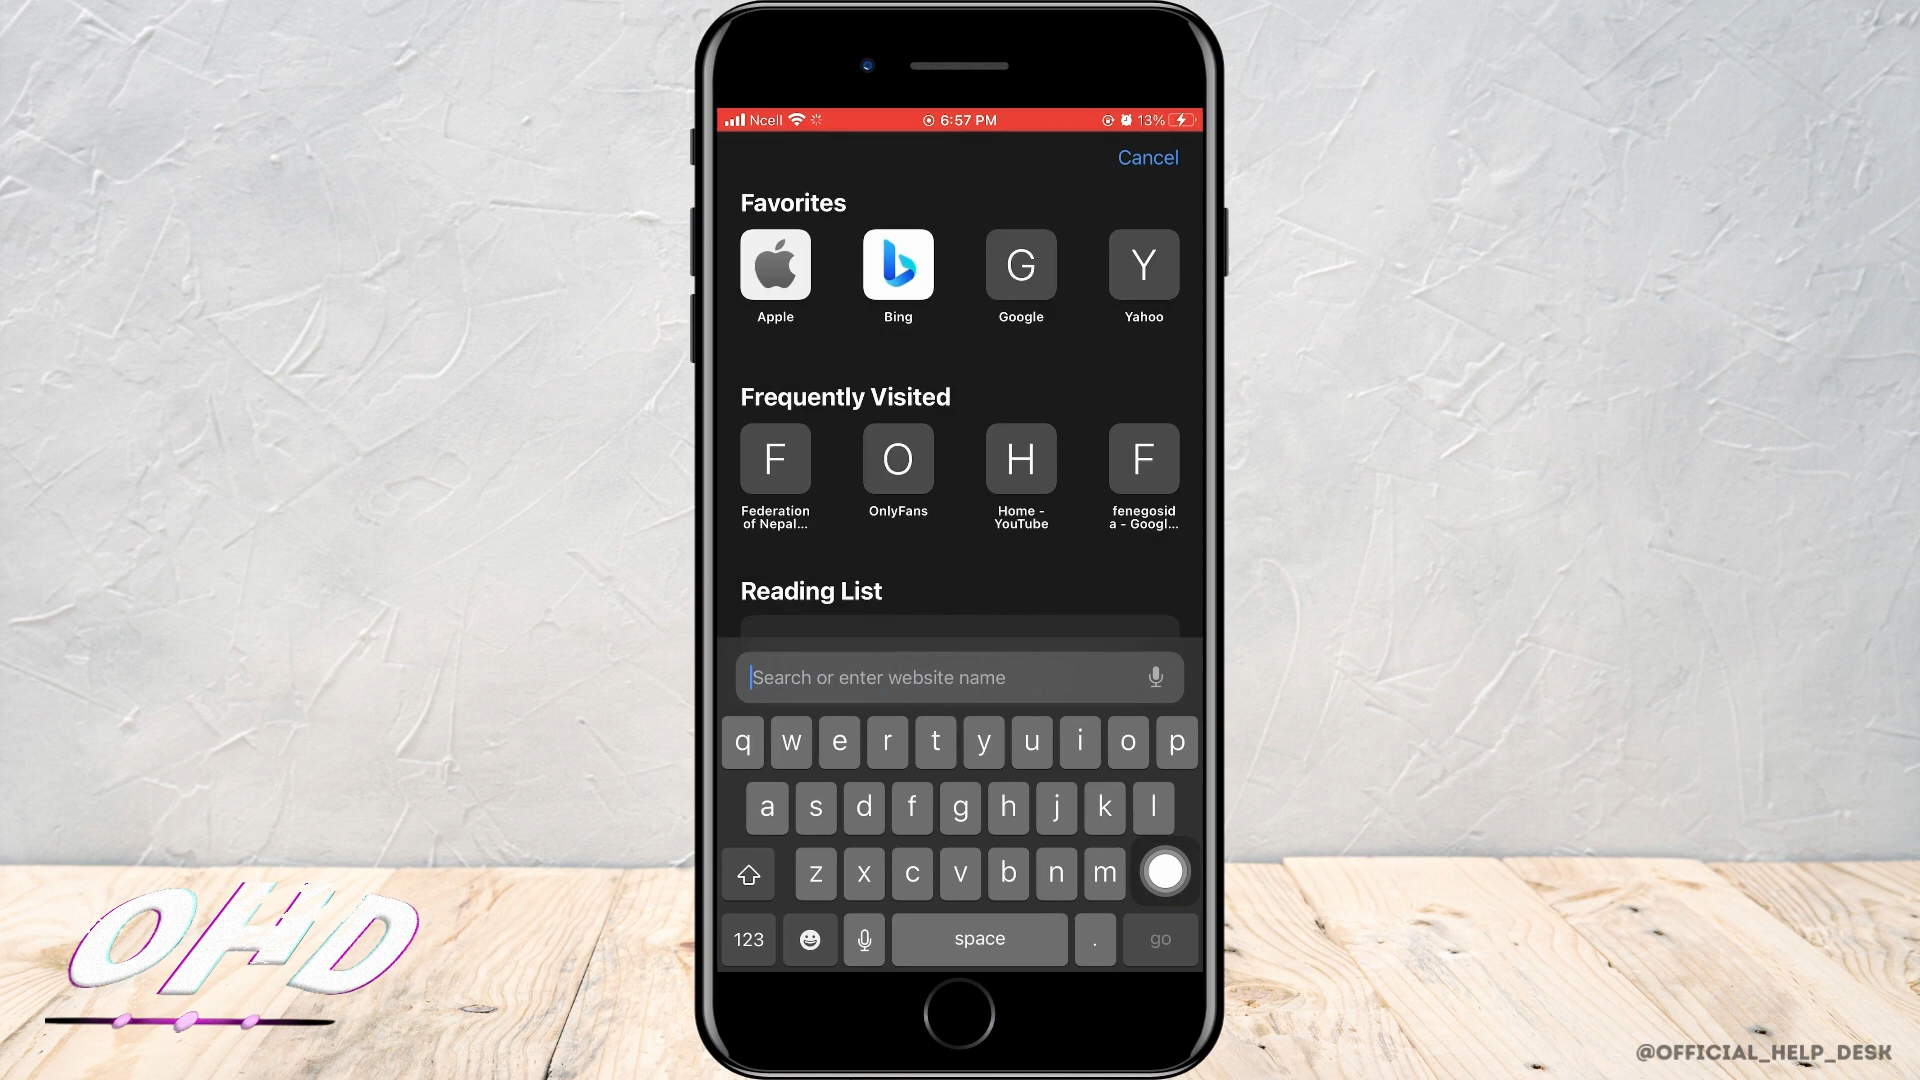 Ncell 6:57 PM 13%
Cancel
Favorites
G Y
Apple Bing Google Yahoo
Frequently Visited
F O H F
Federation of Nepal... OnlyFans Home - YouTube fenegosid a - Googl...
Reading List
Search or enter website name
q w e r t y u i o p
a s d f g h j k l
z x c v b n m
123 space . go
OHD
@OFFICIAL_HELP_DESK